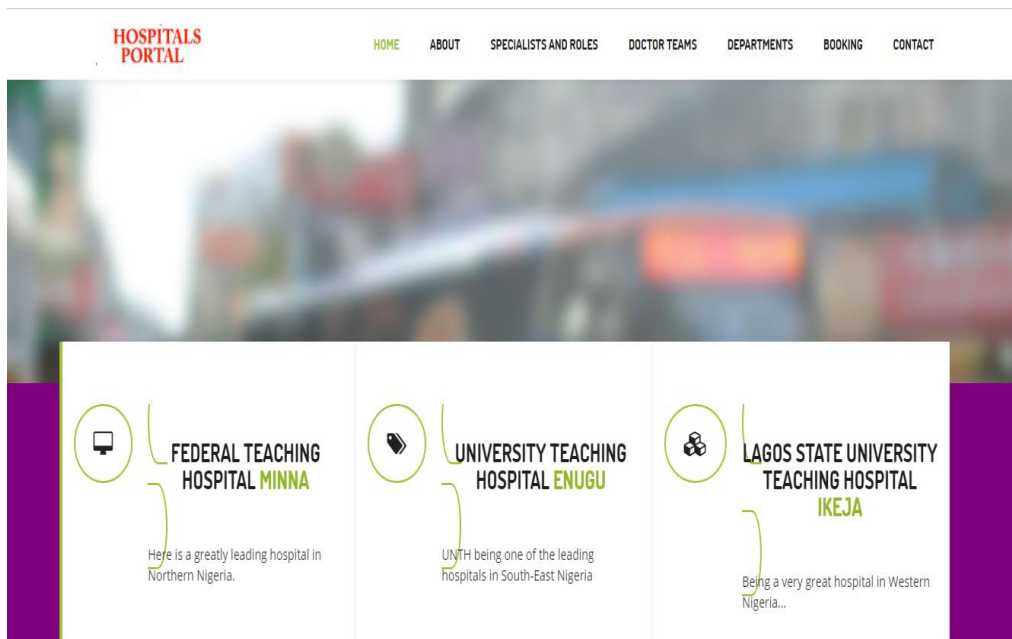 HOSPITALS
PORTAL
HOME ABOUT SPECIALISTS AND ROLES DOCTOR TEAMS DEPARTMENTS BOOKING CONTACT
FEDERAL TEACHING
HOSPITAL MINNA
Here is a greatly leading hospital in
Northern Nigeria.
UNIVERSITY TEACHING
HOSPITAL ENUGU
UNTH being one of the leading
hospitals in South-East Nigeria
LAGOS STATE UNIVERSITY
TEACHING HOSPITAL
IKEJA
Being a very great hospital in Western
Nigeria...